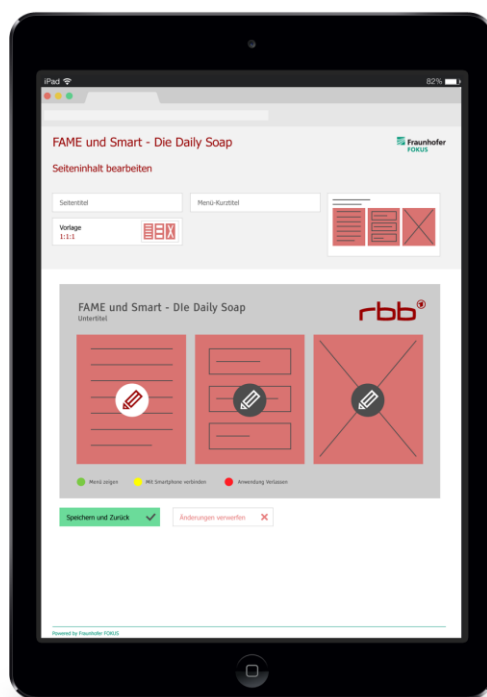 iPad
82%
FAME und Smart - Die Daily Soap
Fraunhofer
FOKUS
Seiteninhalt bearbeiten
Seitentitel
Menü-Kurztitel
Vorlage
1:1:1
FAME und Smart - DIe Daily Soap
Untertitel
rbb
Menü zeigen
Mit Smartphone verbinden
Anwendung Verlassen
Speichern und Zurück
Änderungen verwerfen
Powered by Fraunhofer FOKUS